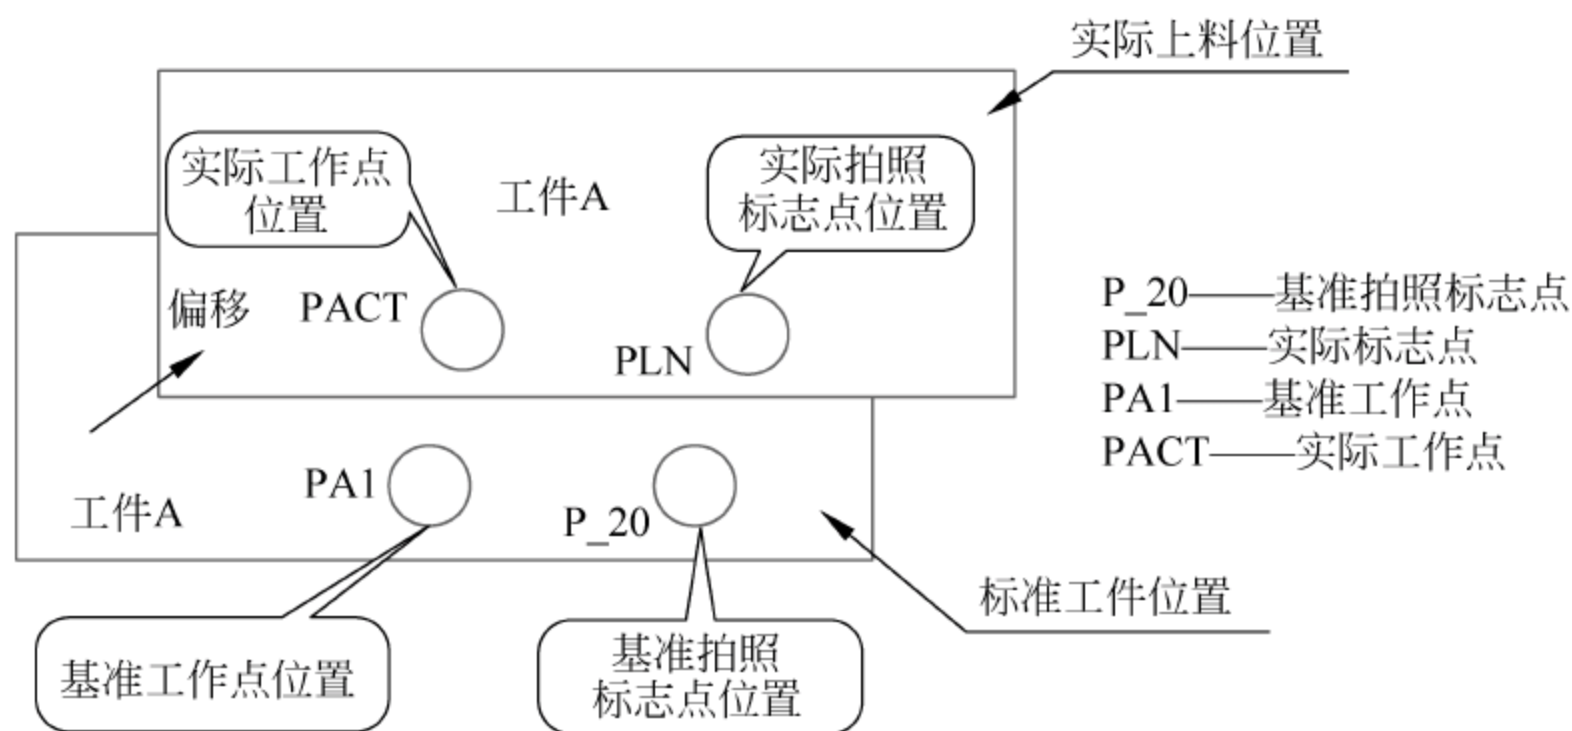 实际上料位置
实际工作点
位置
工件A
实际拍照
标志点位置
偏移
PACT
PLN
P_20——基准拍照标志点
PLN——实际标志点
PA1——基准工作点
PACT——实际工作点
PA1
工件A
P_20
标准工件位置
基准工作点位置
基准拍照
标志点位置